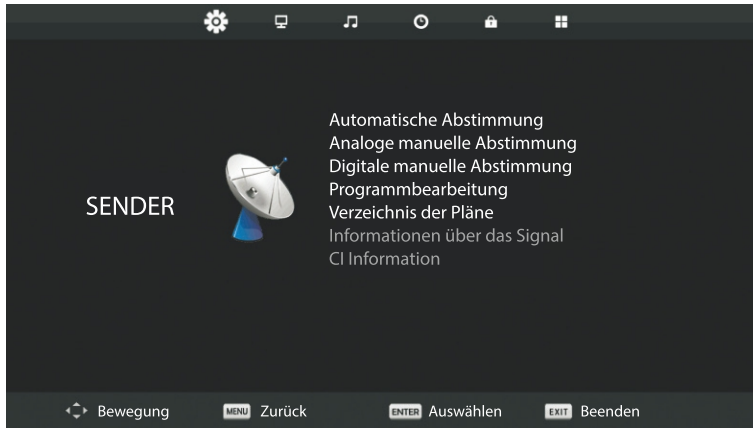 Automatische Abstimmung
Analoge manuelle Abstimmung
Digitale manuelle Abstimmung
Programmbearbeitung
SENDER
Verzeichnis der Pläne
Informationen über das Signal
CI Information
Bewegung MENU Zurück ENTER Auswählen EXIT Beenden